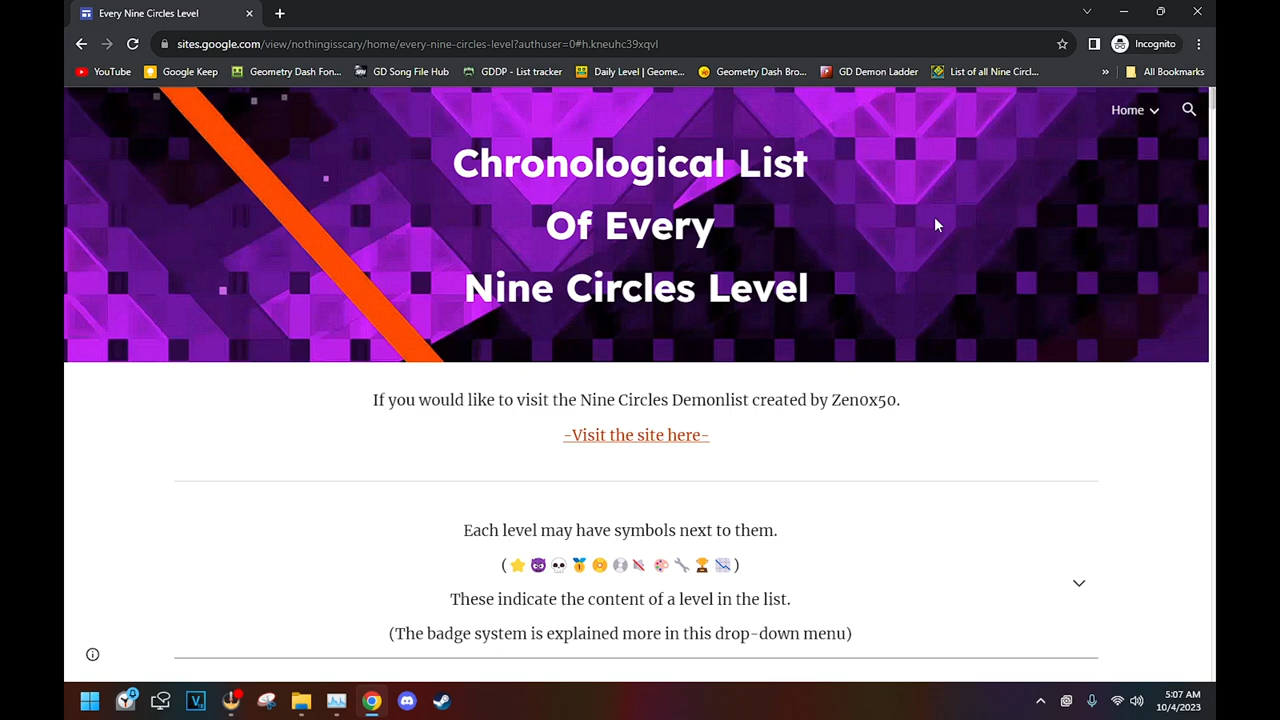 Every Nine Circles Level
sites.google.com/view/nothingisscary/home/every-nine-circles-level?authuser=0#h.kneuhc39xqvl
Incognito
YouTube
Google Keep
Geometry Dash Fon...
GD Song File Hub
GDDP - List tracker
Daily Level | Geome...
Geometry Dash Bro...
GD Demon Ladder
List of all Nine Circl...
»
All Bookmarks
Home
Chronological List
Of Every
Nine Circles Level
If you would like to visit the Nine Circles Demonlist created by Zen0x50.
-Visit the site here-
Each level may have symbols next to them.
(⭐😈💀🥇📀💿🔇🎨🔧🏆📉)
These indicate the content of a level in the list.
(The badge system is explained more in this drop-down menu)
5:07 AM
10/4/2023